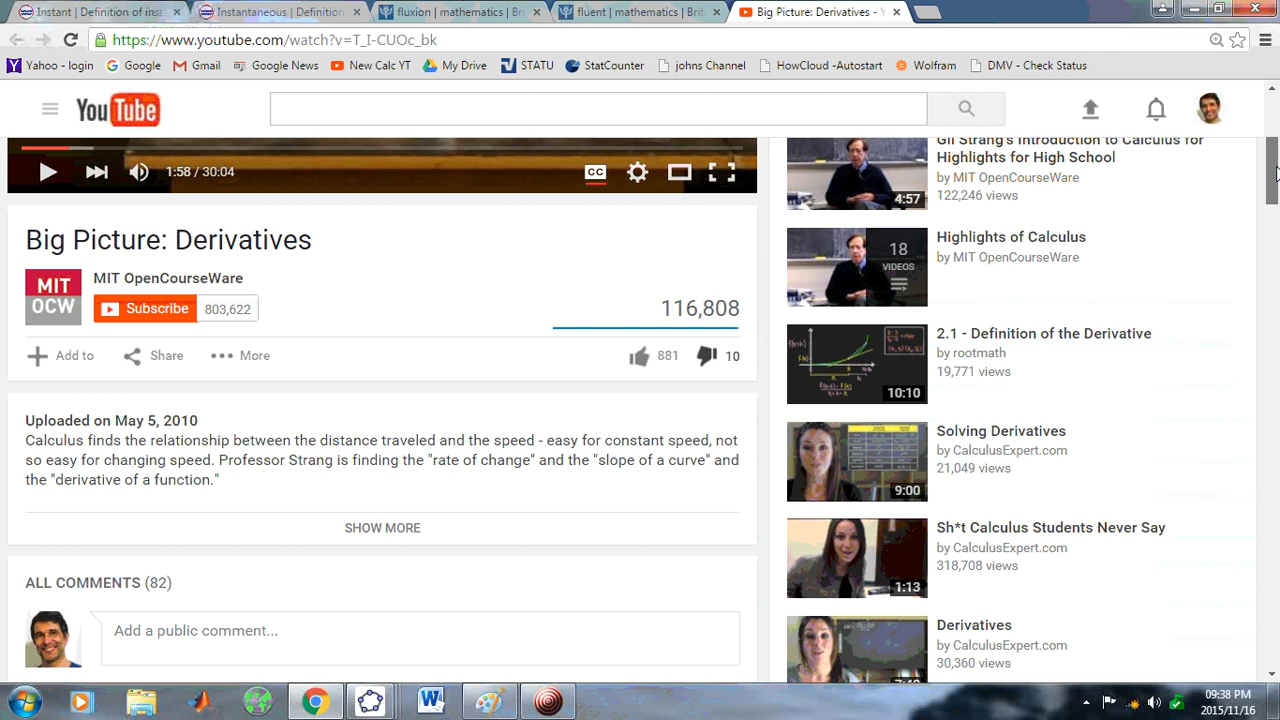 Instant | Definition of inst
Instantaneous | Definition
fluxion | mathematics | Bri
fluent | mathematics | Brit
Big Picture: Derivatives - Y
https://www.youtube.com/watch?v=T_I-CUOc_bk
Yahoo - login
Google
Gmail
Google News
New Calc YT
My Drive
STATU
StatCounter
johns Channel
HowCloud -Autostart
Wolfram
DMV - Check Status
YouTube
1:58 / 30:04
CC
Big Picture: Derivatives
MIT OCW
MIT OpenCourseWare
Subscribe 803,622
116,808
Add to
Share
More
881
10
Uploaded on May 5, 2010
Calculus finds the relationship between the distance traveled and the speed - easy for constant speed, not
so easy for changing speed. Professor Strang is finding the "rate of change" and the "slope of a curve" and
the "derivative of a function."
SHOW MORE
ALL COMMENTS (82)
Add a public comment...
Gil Strang's Introduction to Calculus for
Highlights for High School
by MIT OpenCourseWare
122,246 views
4:57
Highlights of Calculus
by MIT OpenCourseWare
18
VIDEOS
2.1 - Definition of the Derivative
by rootmath
19,771 views
10:10
Solving Derivatives
by CalculusExpert.com
21,049 views
9:00
Sh*t Calculus Students Never Say
by CalculusExpert.com
318,708 views
1:13
Derivatives
by CalculusExpert.com
30,360 views
09:38 PM
2015/11/16